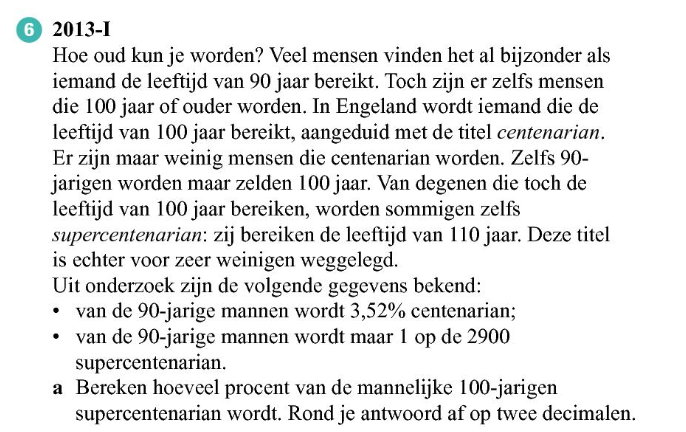 6 2013-I
Hoe oud kun je worden? Veel mensen vinden het al bijzonder als
iemand de leeftijd van 90 jaar bereikt. Toch zijn er zelfs mensen
die 100 jaar of ouder worden. In Engeland wordt iemand die de
leeftijd van 100 jaar bereikt, aangeduid met de titel centenarian.
Er zijn maar weinig mensen die centenarian worden. Zelfs 90-
jarigen worden maar zelden 100 jaar. Van degenen die toch de
leeftijd van 100 jaar bereiken, worden sommigen zelfs
supercentenarian: zij bereiken de leeftijd van 110 jaar. Deze titel
is echter voor zeer weinigen weggelegd.
Uit onderzoek zijn de volgende gegevens bekend:
• van de 90-jarige mannen wordt 3,52% centenarian;
• van de 90-jarige mannen wordt maar 1 op de 2900
supercentenarian.
a Bereken hoeveel procent van de mannelijke 100-jarigen
supercentenarian wordt. Rond je antwoord af op twee decimalen.